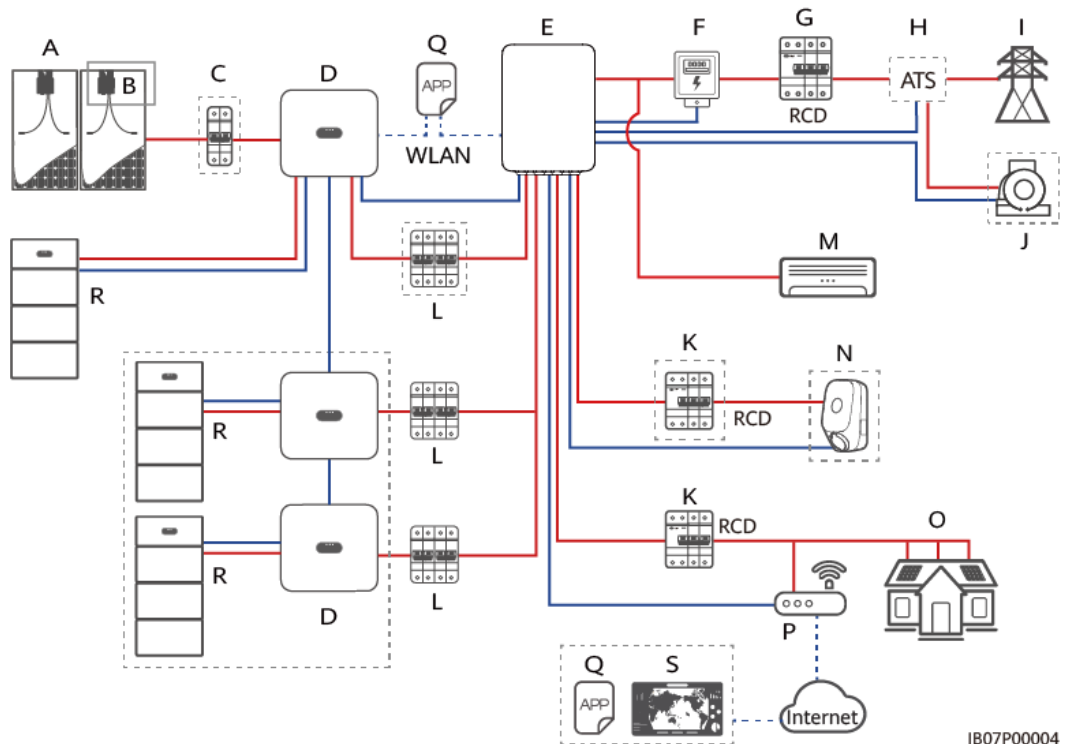 A
B
C
D
Q
APP
WLAN
E
F
G
RCD
H
ATS
I
J
R
L
M
K
RCD
N
R
L
K
RCD
O
R
D
L
P
Q
APP
S
Internet
IB07P00004